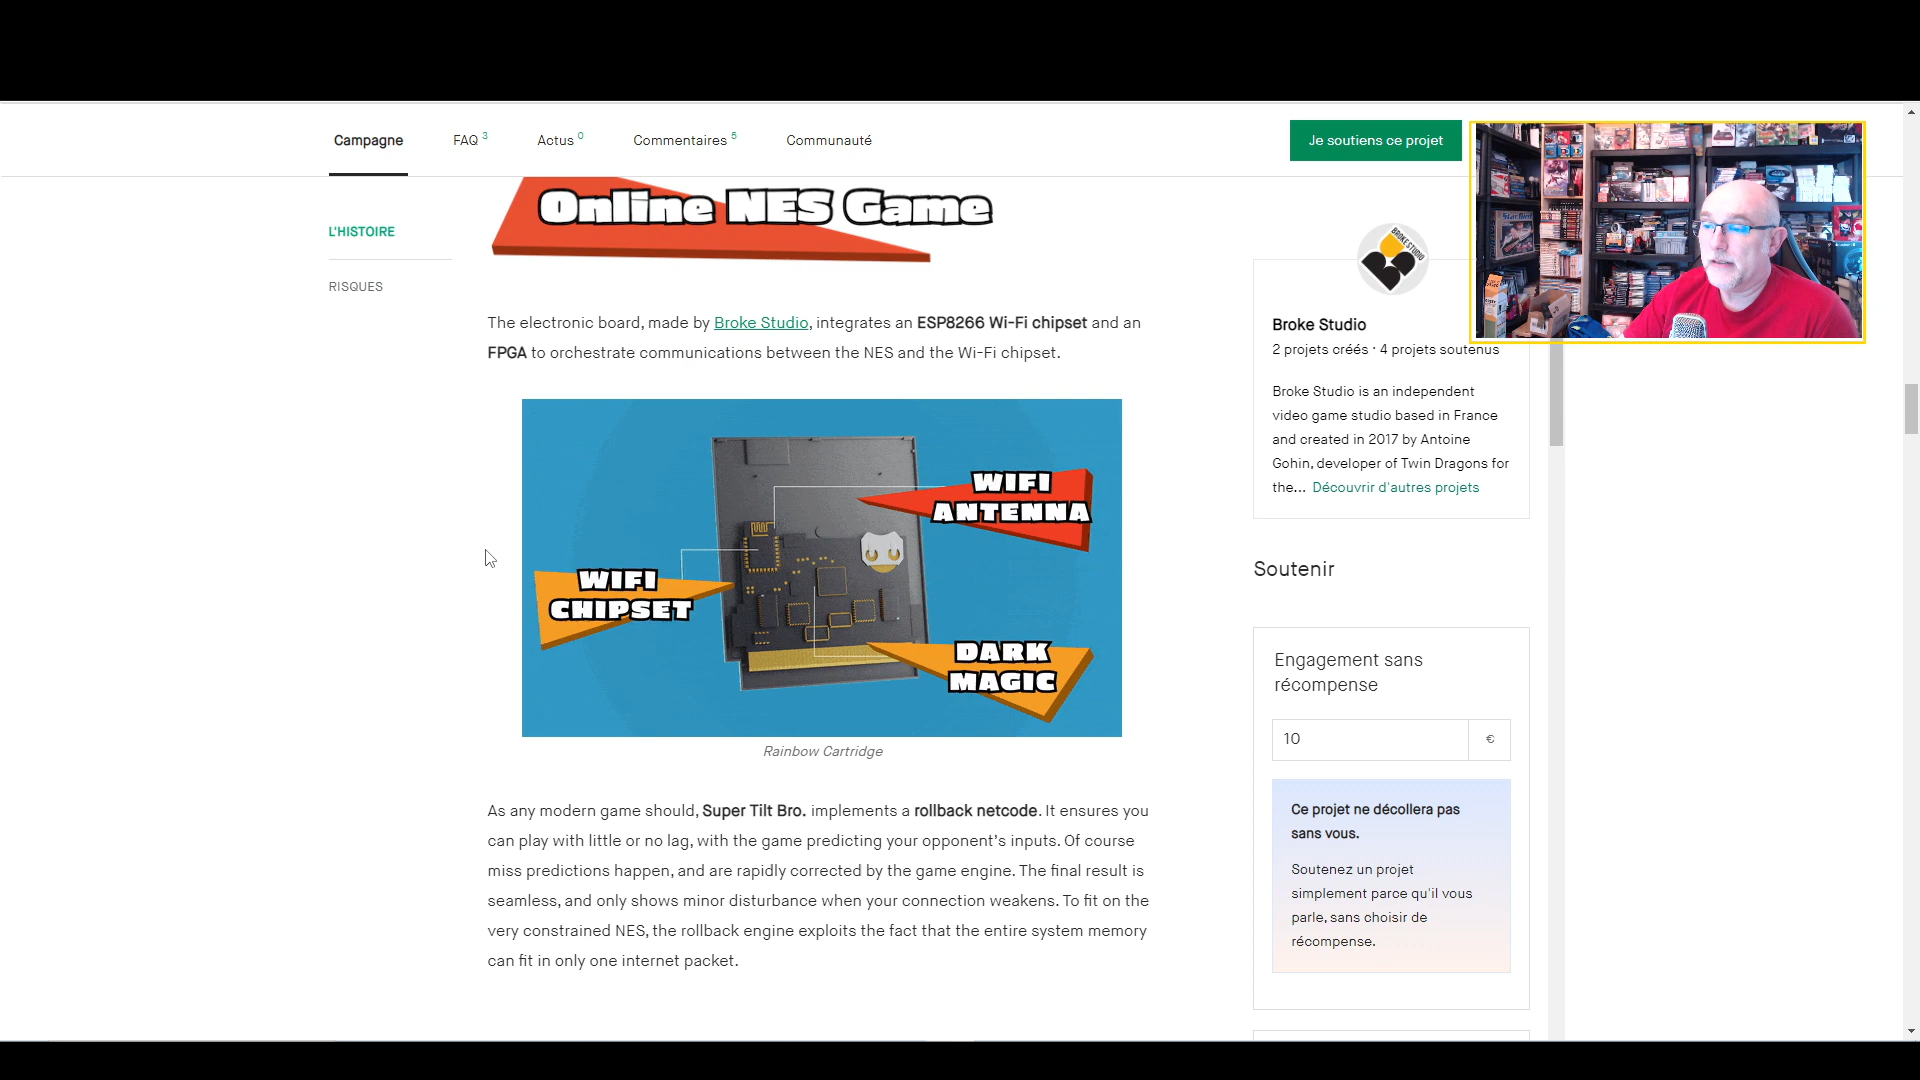 Campagne
FAQ 3
Actus 0
Commentaires 5
Communauté
Je soutiens ce projet
L'HISTOIRE
RISQUES
Online NES Game
The electronic board, made by Broke Studio, integrates an ESP8266 Wi-Fi chipset and an
FPGA to orchestrate communications between the NES and the Wi-Fi chipset.
WIFI
ANTENNA
WIFI
CHIPSET
DARK
MAGIC
Rainbow Cartridge
As any modern game should, Super Tilt Bro. implements a rollback netcode. It ensures you
can play with little or no lag, with the game predicting your opponent's inputs. Of course
miss predictions happen, and are rapidly corrected by the game engine. The final result is
seamless, and only shows minor disturbance when your connection weakens. To fit on the
very constrained NES, the rollback engine exploits the fact that the entire system memory
can fit in only one internet packet.
BROKE STUDIO
Broke Studio
2 projets créés · 4 projets soutenus
Broke Studio is an independent
video game studio based in France
and created in 2017 by Antoine
Gohin, developer of Twin Dragons for
the... Découvrir d'autres projets
Soutenir
Engagement sans
récompense
10 €
Ce projet ne décollera pas
sans vous.
Soutenez un projet
simplement parce qu'il vous
parle, sans choisir de
récompense.